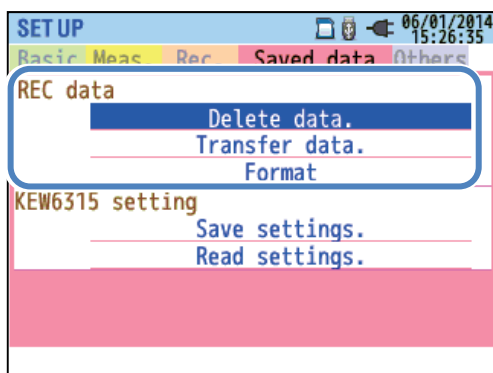 SET UP 06/01/2014
15:26:35
Basic Meas. Rec. Saved data Others
REC data
Delete data.
Transfer data.
Format
KEW6315 setting
Save settings.
Read settings.